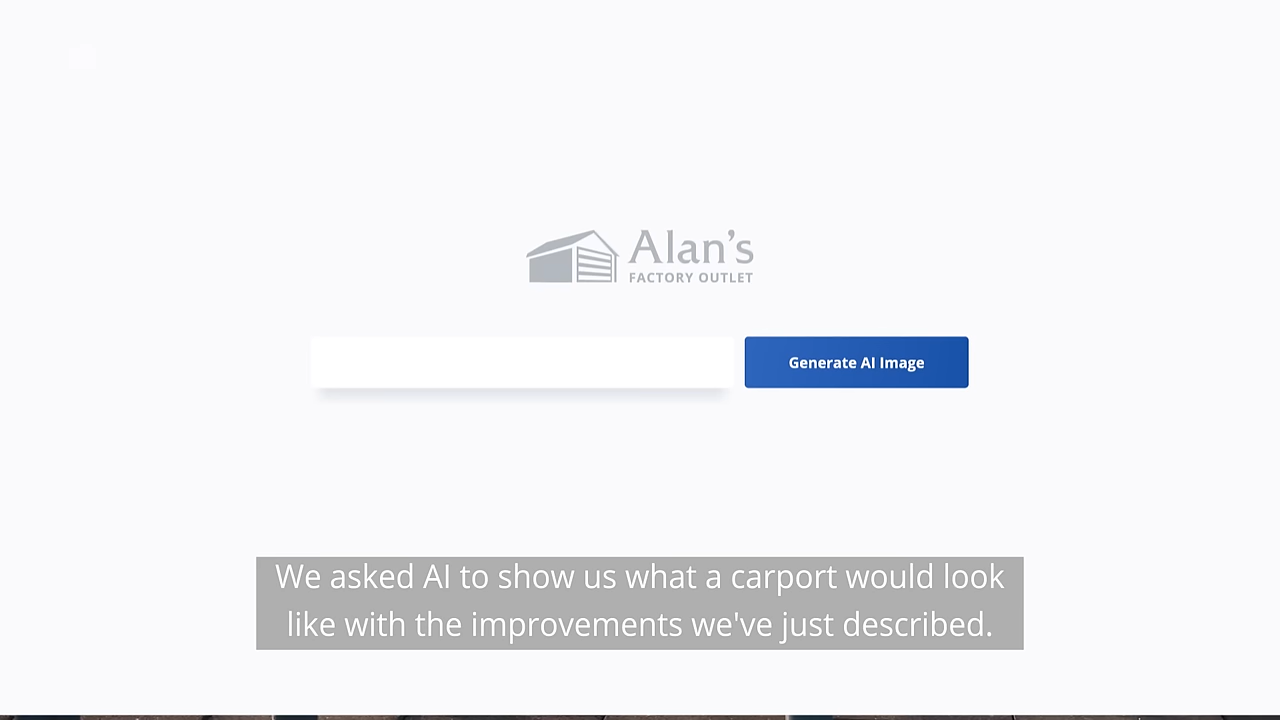 Alan's
FACTORY OUTLET
Generate AI Image
We asked AI to show us what a carport would look
like with the improvements we've just described.